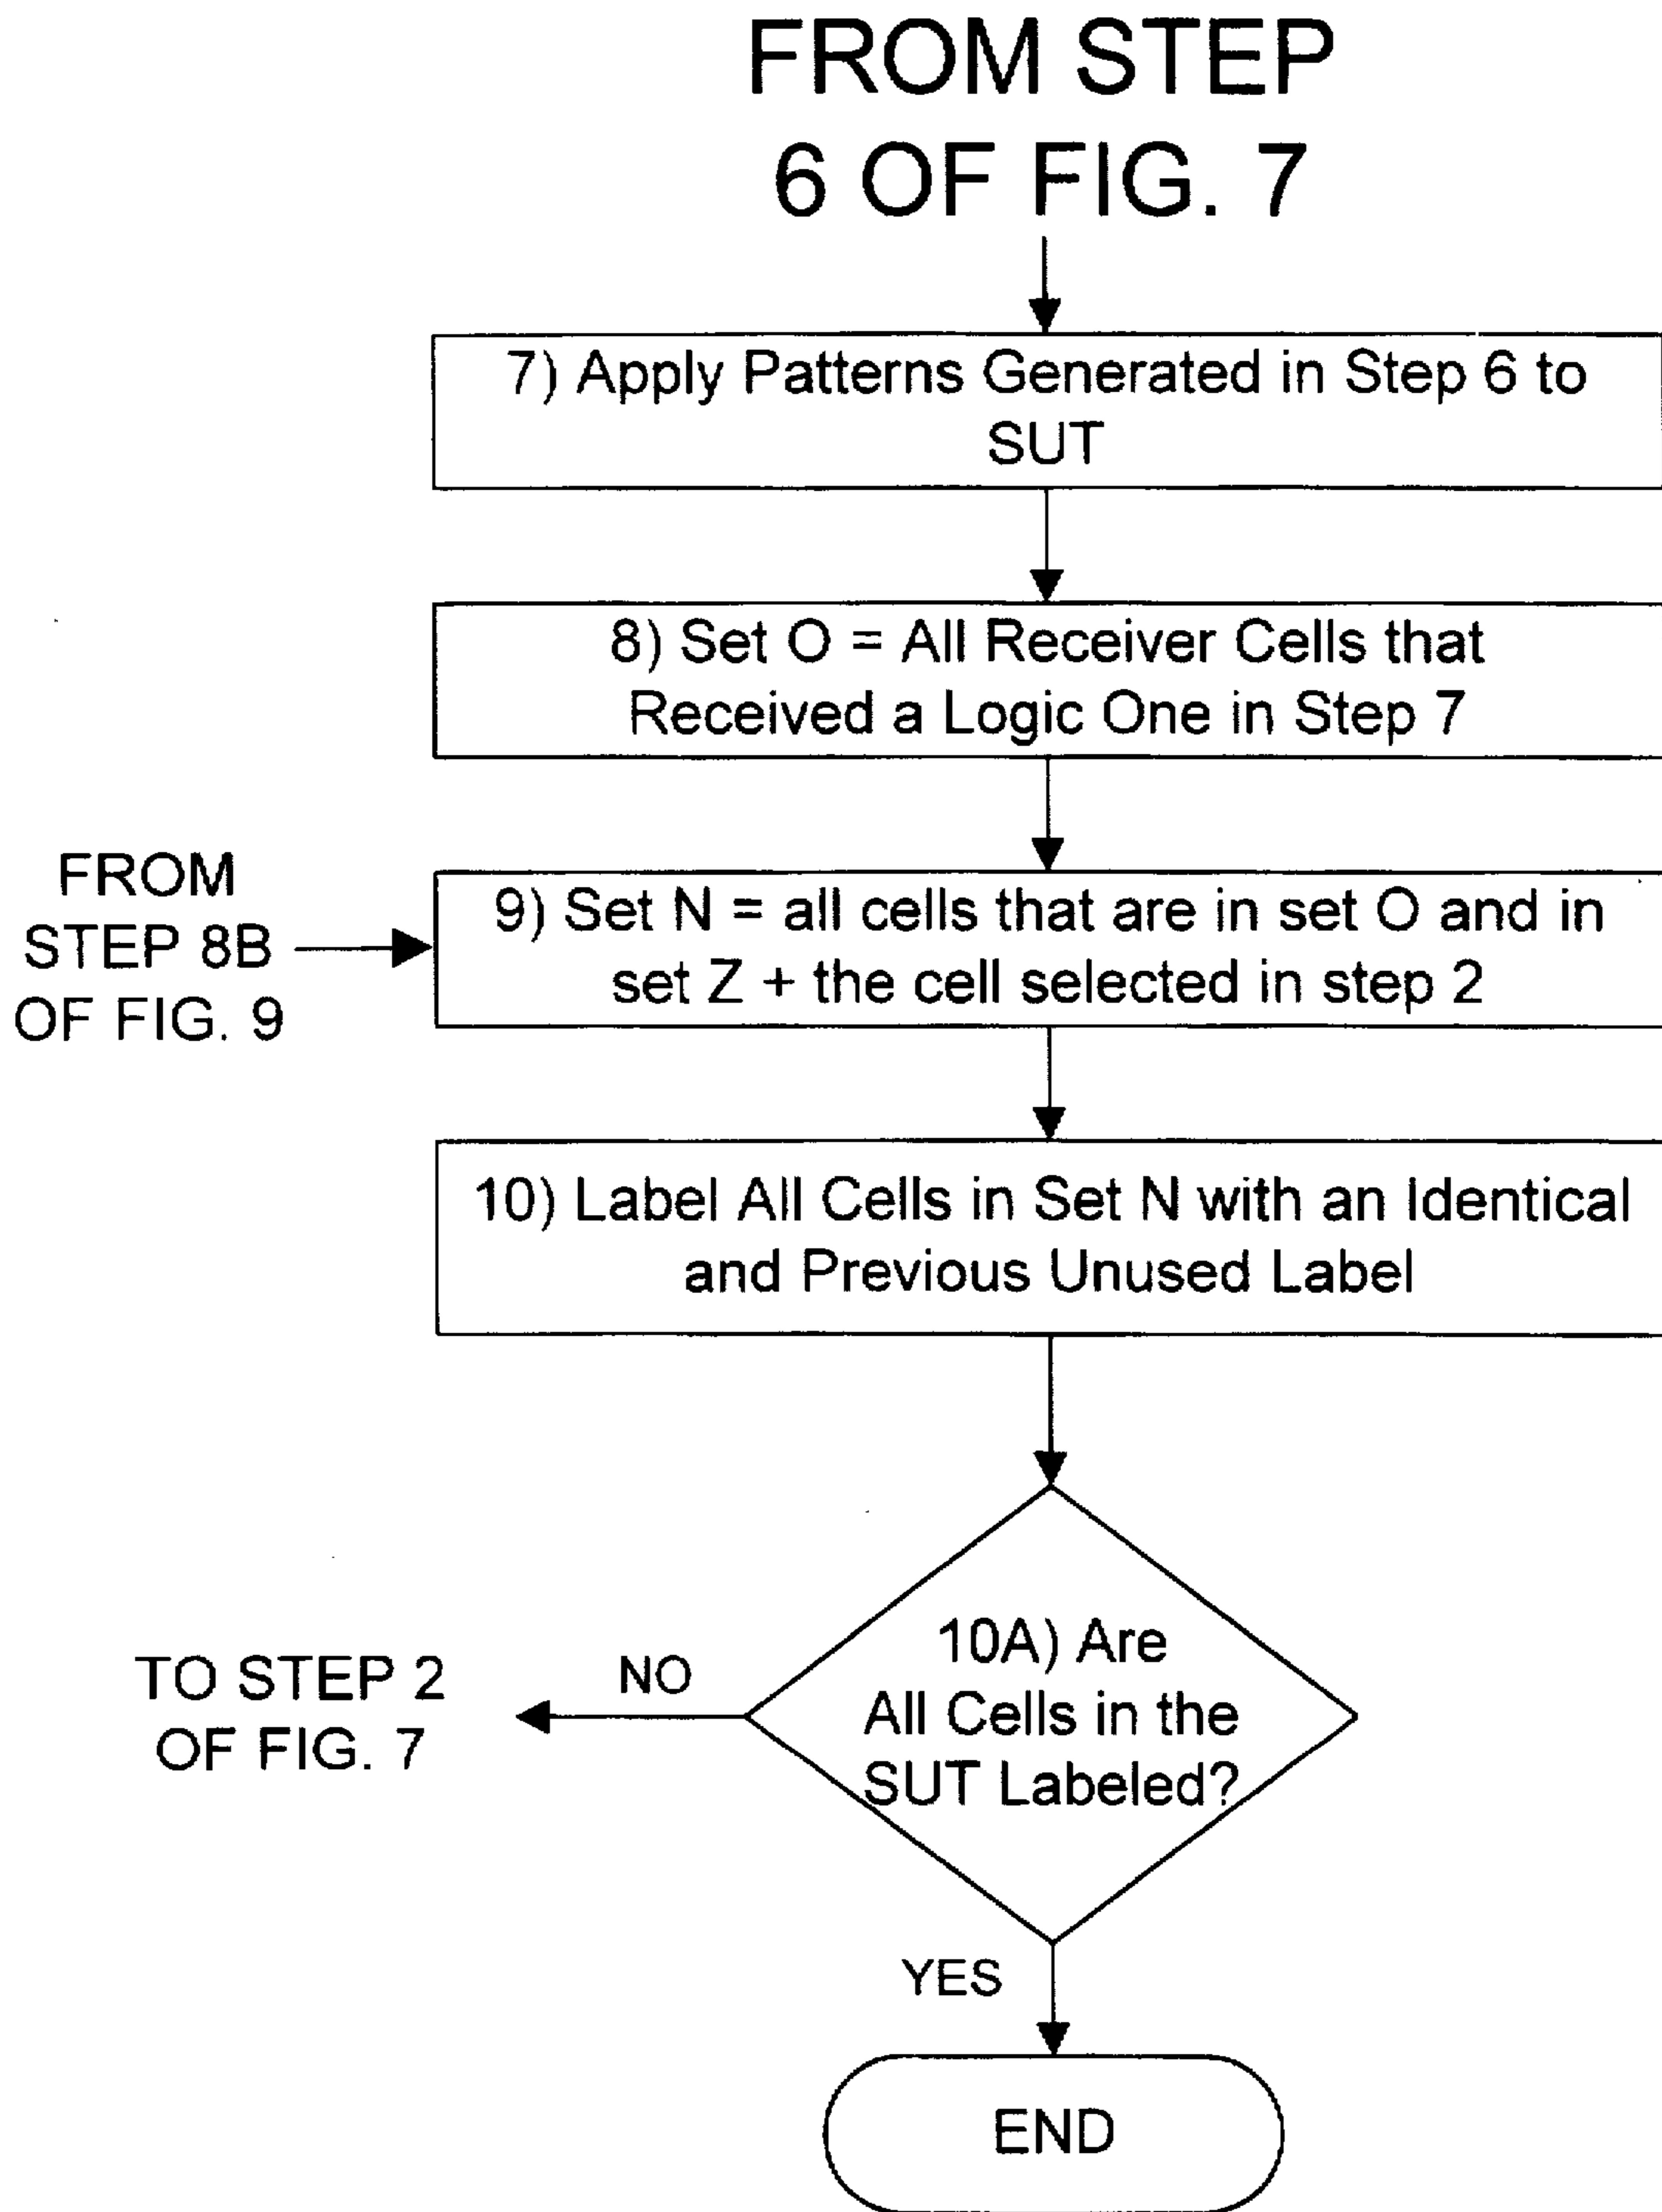 FROM STEP
6 OF FIG. 7
7) Apply Patterns Generated in Step 6 to
SUT
8) Set O = All Receiver Cells that
Received a Logic One in Step 7
FROM
STEP 8B
OF FIG. 9
9) Set N = all cells that are in set O and in
set Z + the cell selected in step 2
10) Label All Cells in Set N with an Identical
and Previous Unused Label
10A) Are
All Cells in the
SUT Labeled?
NO
TO STEP 2
OF FIG. 7
YES
END